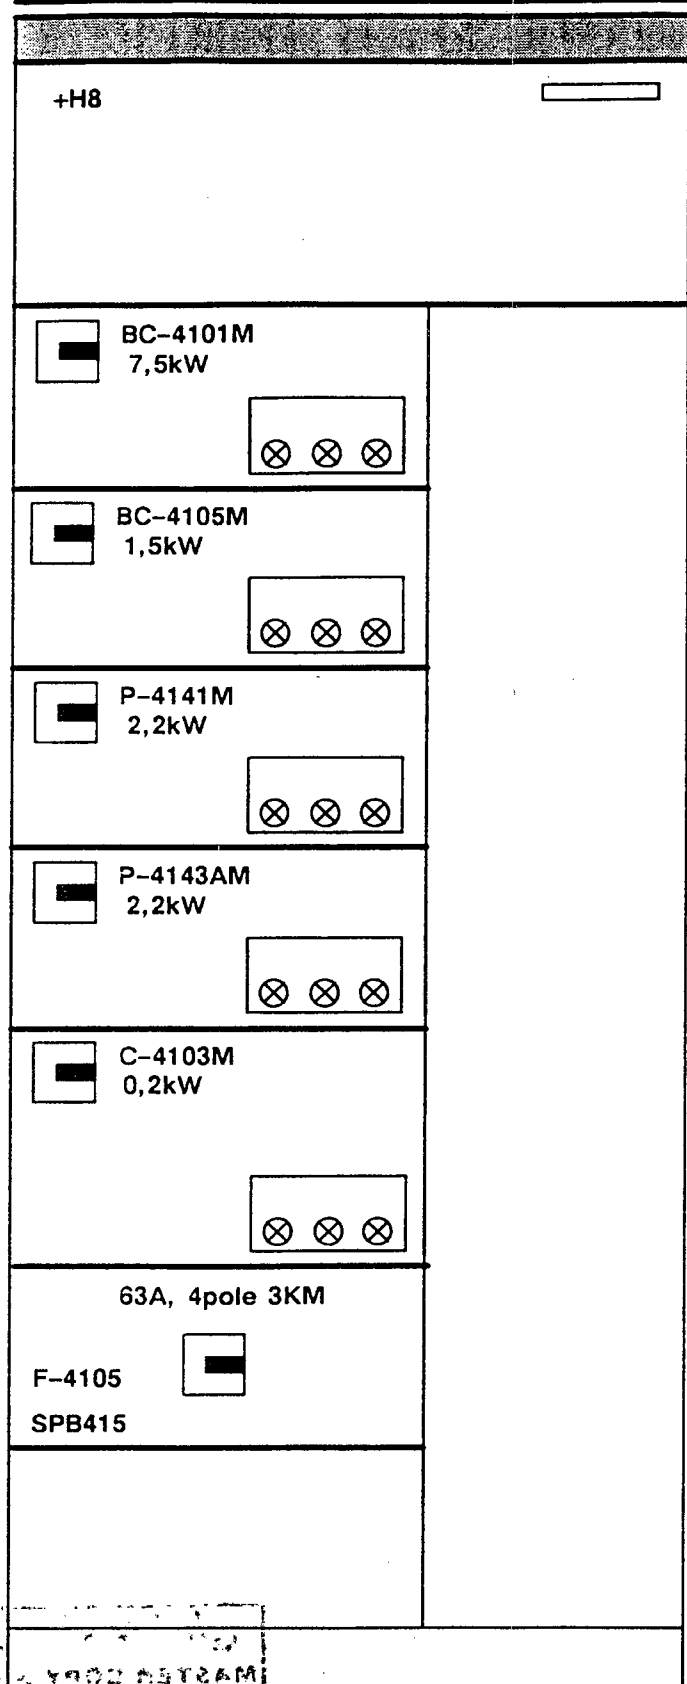 +H8
BC-4101M
7,5kW
BC-4105M
1,5kW
P-4141M
2,2kW
P-4143AM
2,2kW
C-4103M
0,2kW
63A, 4pole 3KM
F-4105
SPB415
MASTER COPY